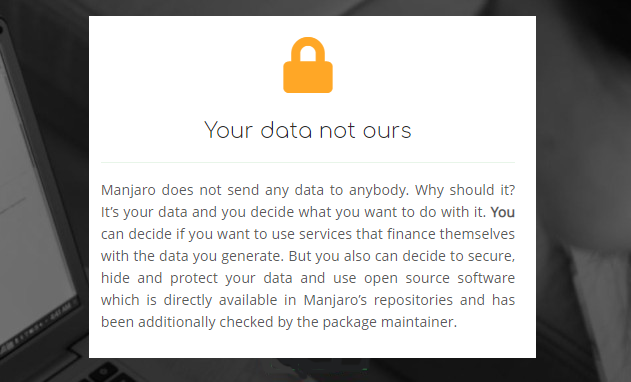 Your data not ours
Manjaro does not send any data to anybody. Why should it?
It’s your data and you decide what you want to do with it. You
can decide if you want to use services that finance themselves
with the data you generate. But you also can decide to secure,
hide and protect your data and use open source software
which is directly available in Manjaro’s repositories and has
been additionally checked by the package maintainer.